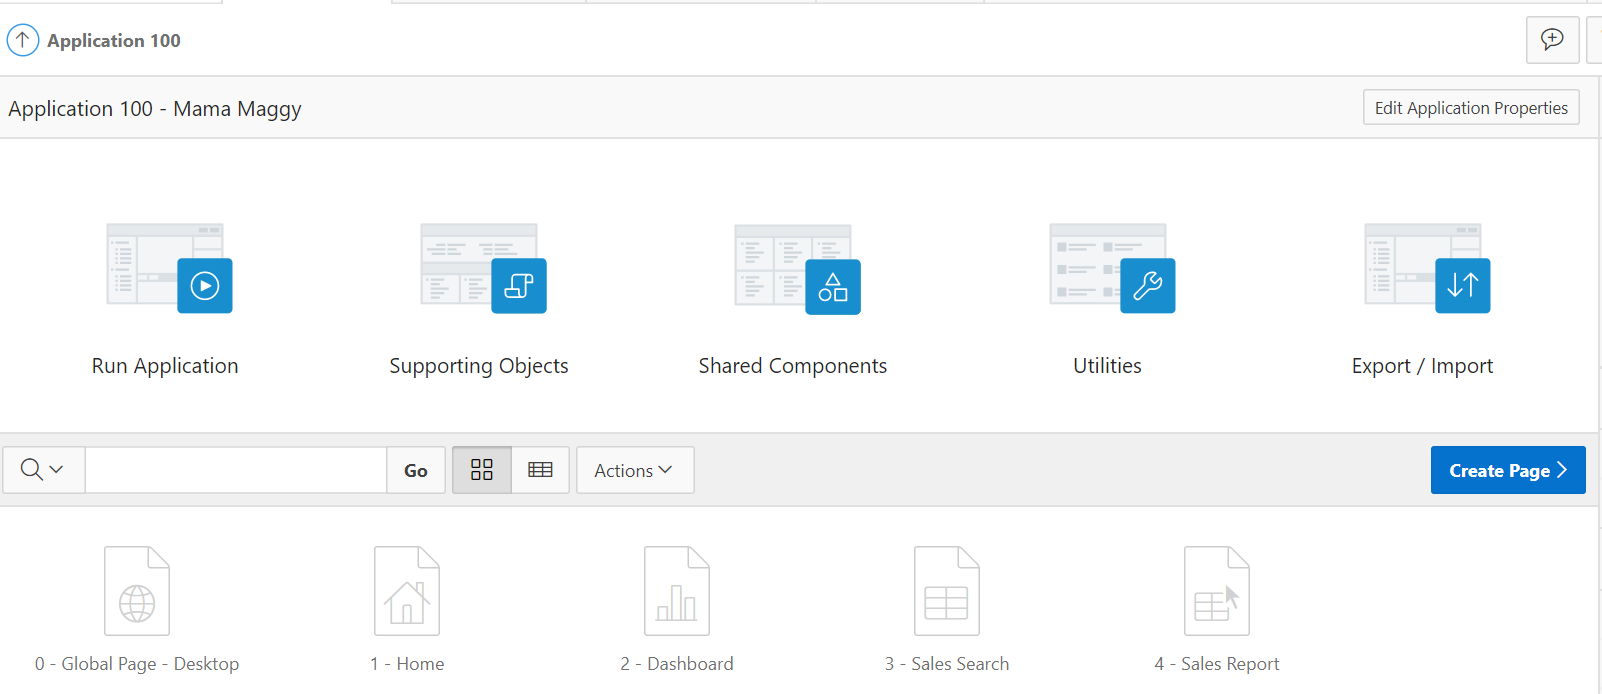 Application 100
Application 100 - Mama Maggy
Edit Application Properties
Run Application
Supporting Objects
Shared Components
Utilities
Export / Import
Go
Actions
Create Page
0 - Global Page - Desktop
1 - Home
2 - Dashboard
3 - Sales Search
4 - Sales Report